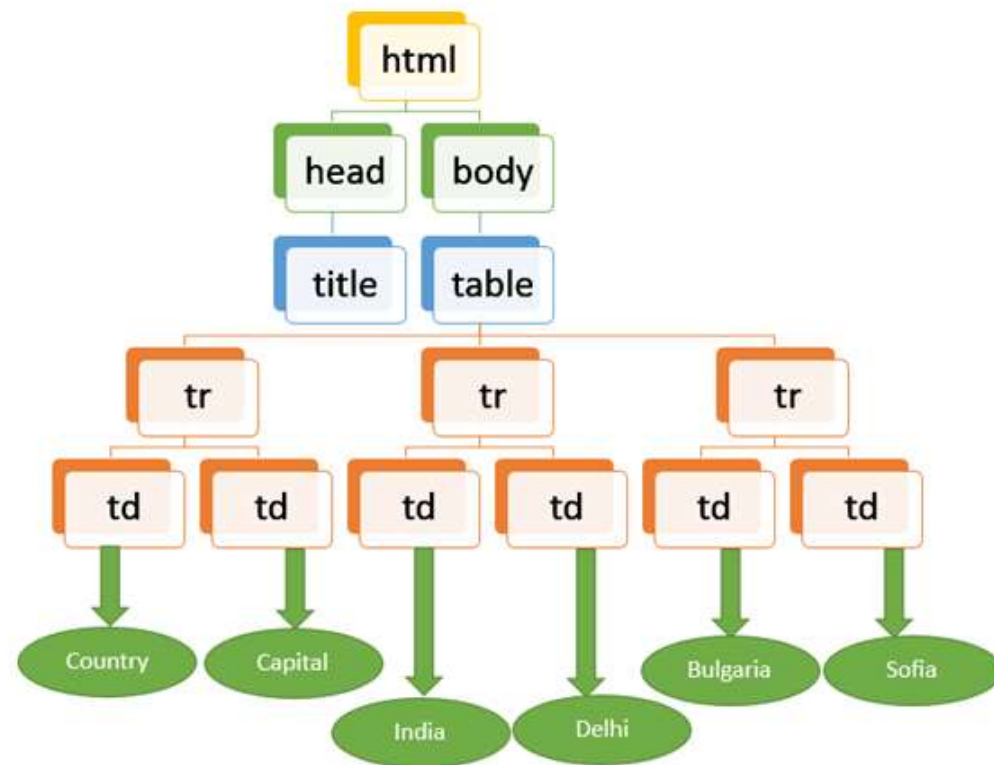 html
head body
title table
tr tr tr
td td td td td td
Country Capital Bulgaria Sofia
India Delhi